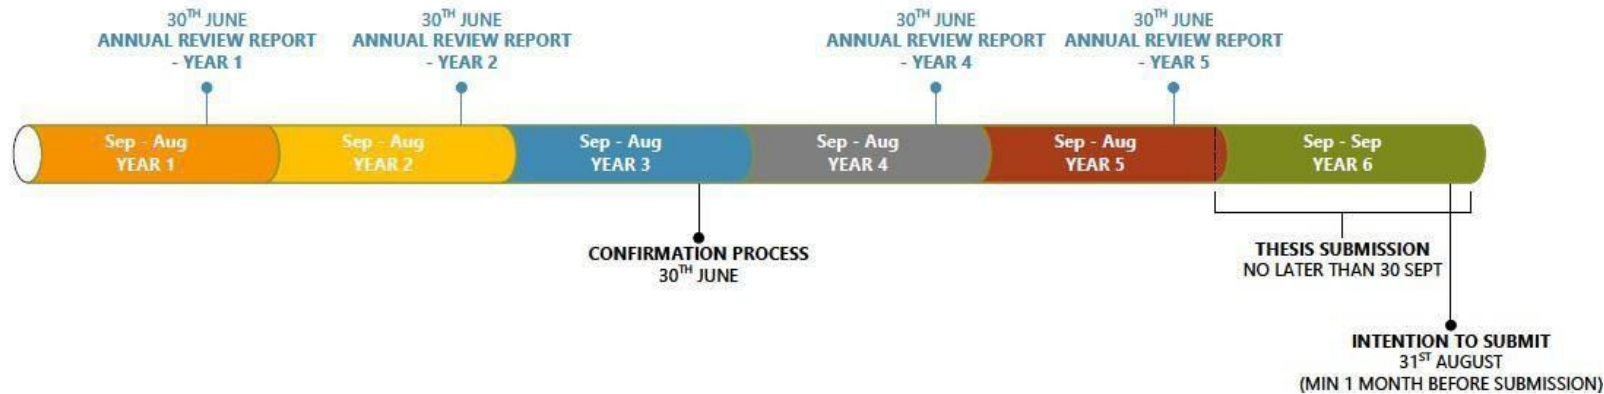 30TH JUNE
ANNUAL REVIEW REPORT
- YEAR 1
30TH JUNE
ANNUAL REVIEW REPORT
- YEAR 2
30TH JUNE
ANNUAL REVIEW REPORT
- YEAR 4
30TH JUNE
ANNUAL REVIEW REPORT
- YEAR 5
Sep - Aug
YEAR 1
Sep - Aug
YEAR 2
Sep - Aug
YEAR 3
Sep - Aug
YEAR 4
Sep - Aug
YEAR 5
Sep - Sep
YEAR 6
CONFIRMATION PROCESS
30TH JUNE
THESIS SUBMISSION
NO LATER THAN 30 SEPT
INTENTION TO SUBMIT
31ST AUGUST
(MIN 1 MONTH BEFORE SUBMISSION)